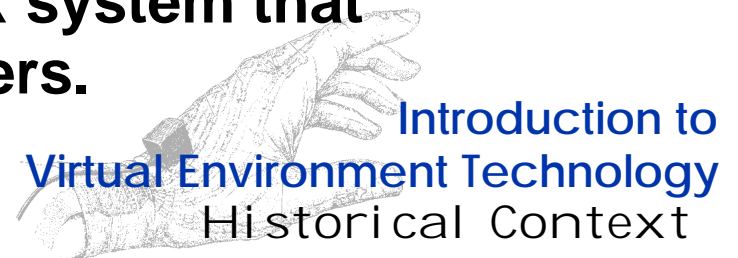 system that
ers.
Introduction to
Virtual Environment Technology
Historical Context